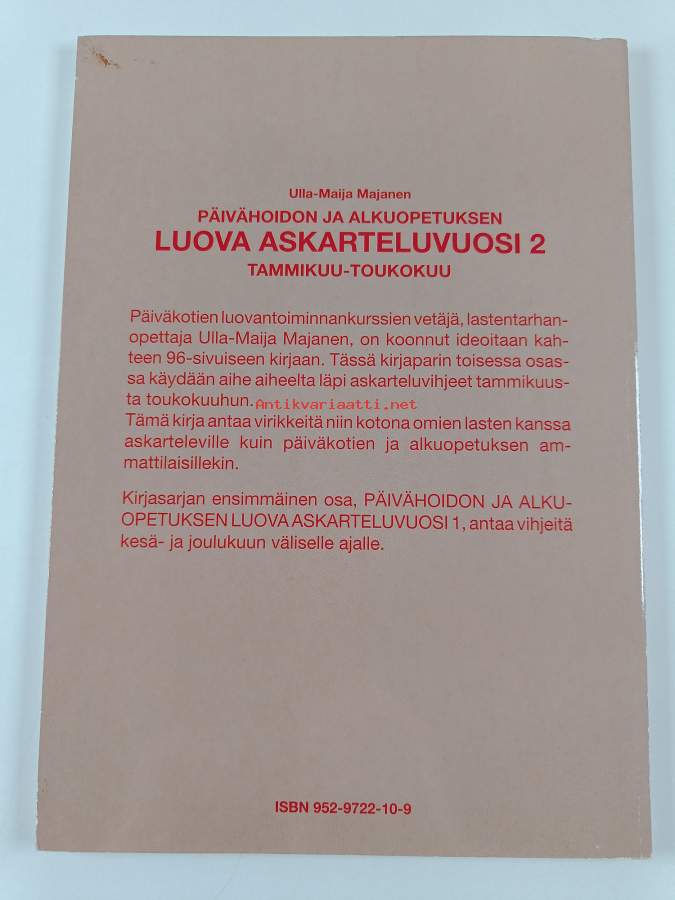 Ulla-Maija Majanen
PÄIVÄHOIDON JA ALKUOPETUKSEN
LUOVA ASKARTELUVUOSI 2
TAMMIKUU-TOUKOKUU
Päiväkotien luovantoiminnankurssien vetäjä, lastentarhan-
opettaja Ulla-Maija Majanen, on koonnut ideoitaan kah-
teen 96-sivuiseen kirjaan. Tässä kirjaparin toisessa osas-
sa käydään aihe aiheelta läpi askarteluvihjeet tammikuus-
ta toukokuuhun.
Antikvariaatti.net
Tämä kirja antaa virikkeitä niin kotona omien lasten kanssa
askarteleville kuin päiväkotien ja alkuopetuksen am-
mattilaisillekin.
Kirjasarjan ensimmäinen osa, PÄIVÄHOIDON JA ALKU-
OPETUKSEN LUOVA ASKARTELUVUOSI 1, antaa vihjeitä
kesä- ja joulukuun väliselle ajalle.
ISBN 952-9722-10-9